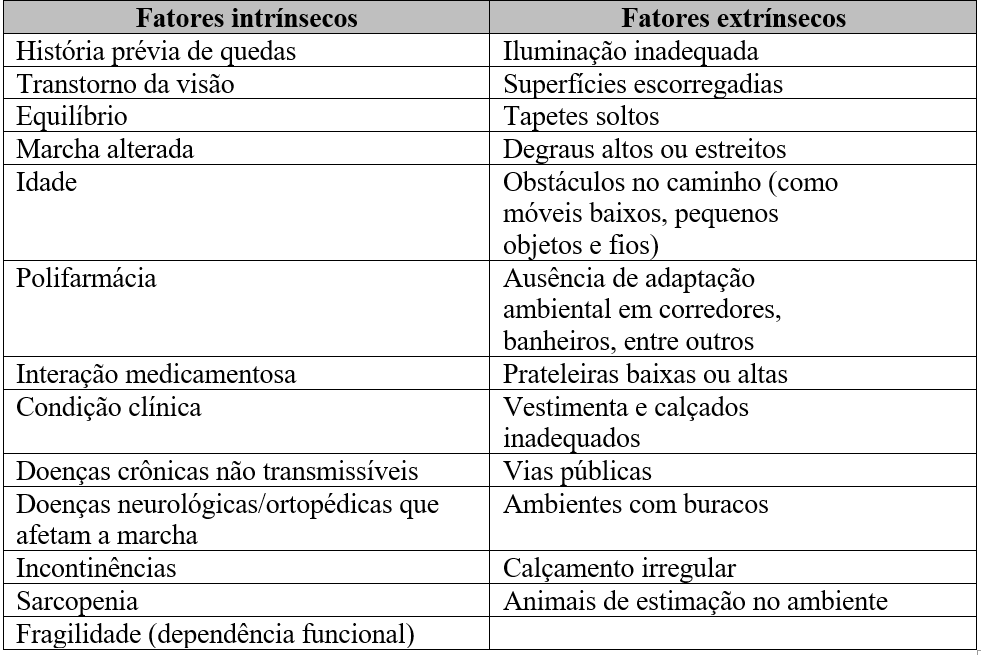 Fatores intrínsecos Fatores extrínsecos
História prévia de quedas Iluminação inadequada
Transtorno da visão Superfícies escorregadias
Equilíbrio Tapetes soltos
Marcha alterada Degraus altos ou estreitos
Idade Obstáculos no caminho (como
móveis baixos, pequenos
objetos e fios)
Polifarmácia Ausência de adaptação
ambiental em corredores,
banheiros, entre outros
Interação medicamentosa Prateleiras baixas ou altas
Condição clínica Vestimenta e calçados
inadequados
Doenças crônicas não transmissíveis Vias públicas
Doenças neurológicas/ortopédicas que Ambientes com buracos
afetam a marcha
Incontinências Calçamento irregular
Sarcopenia Animais de estimação no ambiente
Fragilidade (dependência funcional)